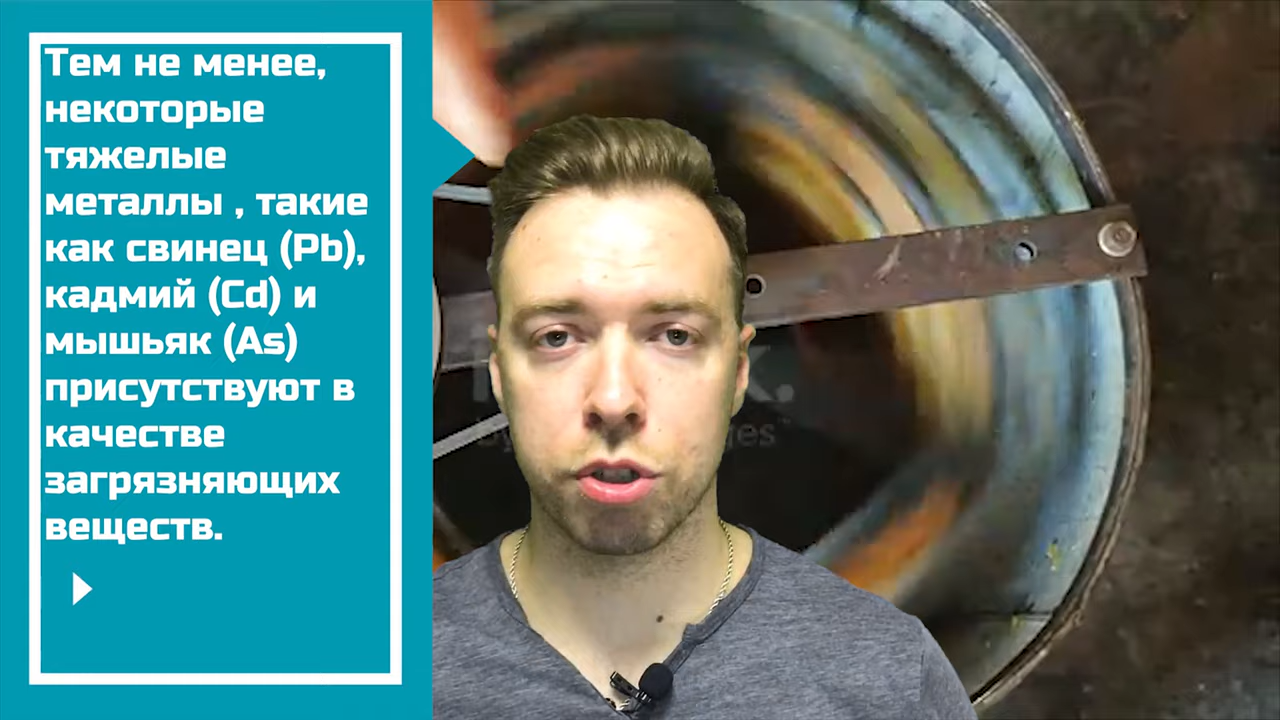 Тем не менее,
некоторые
тяжелые
металлы , такие
как свинец (Pb),
кадмий (Cd) и
мышьяк (As)
присутствуют в
качестве
загрязняющих
веществ.